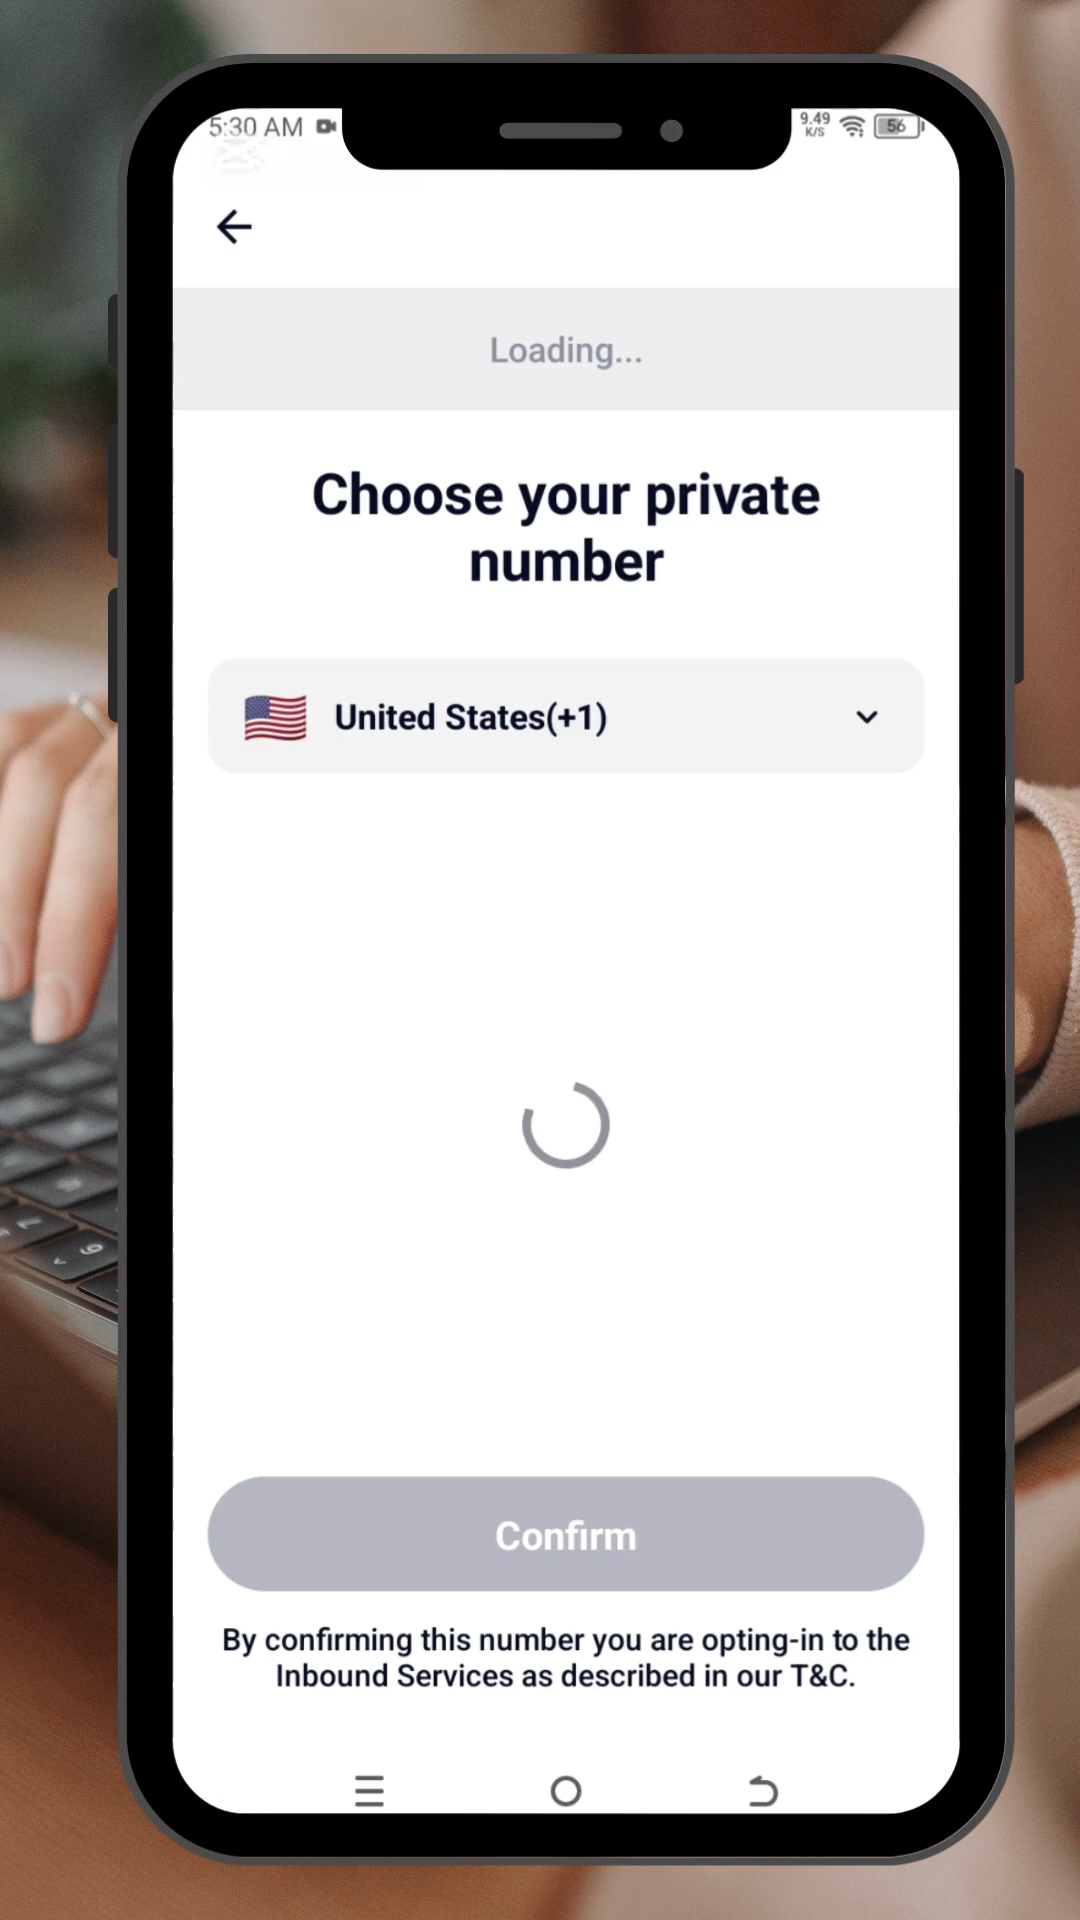 5:30 AM
9.49
K/S
56
Loading...
Choose your private
number
United States(+1)
Confirm
By confirming this number you are opting-in to the
Inbound Services as described in our T&C.